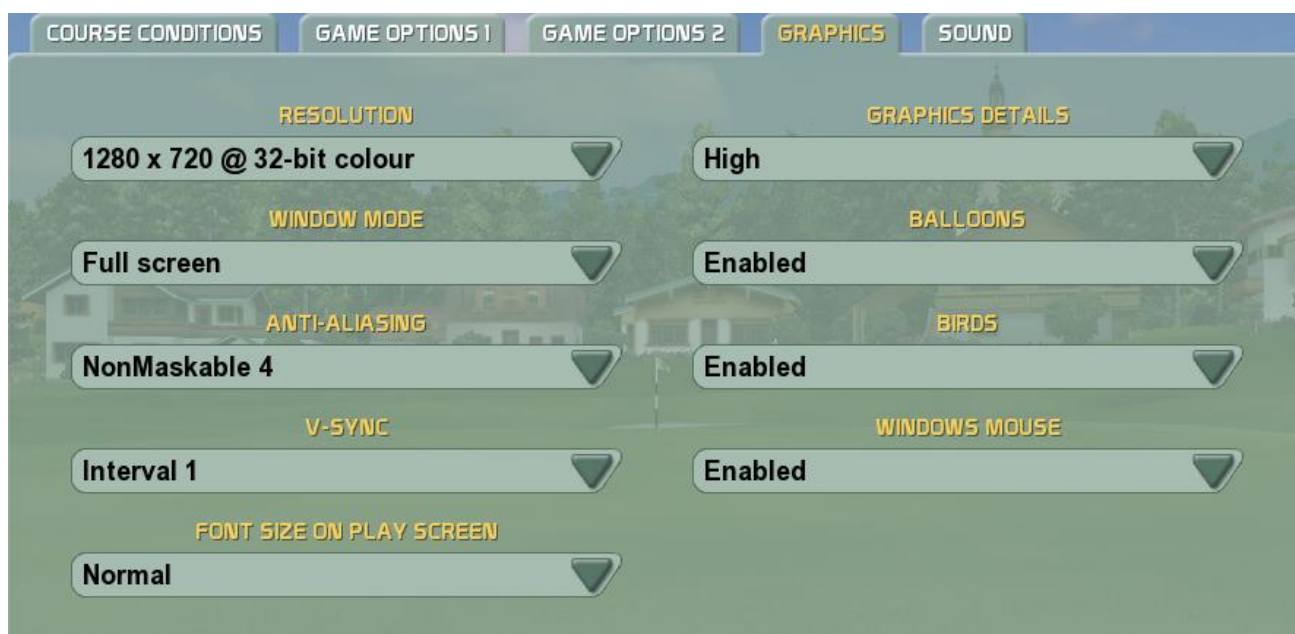 COURSE CONDITIONS GAME OPTIONS 1 GAME OPTIONS 2 GRAPHICS SOUND
RESOLUTION
1280 x 720 @ 32-bit colour
WINDOW MODE
Full screen
ANTI-ALIASING
NonMaskable 4
V-SYNC
Interval 1
FONT SIZE ON PLAY SCREEN
Normal
GRAPHICS DETAILS
High
BALLOONS
Enabled
BIRDS
Enabled
WINDOWS MOUSE
Enabled